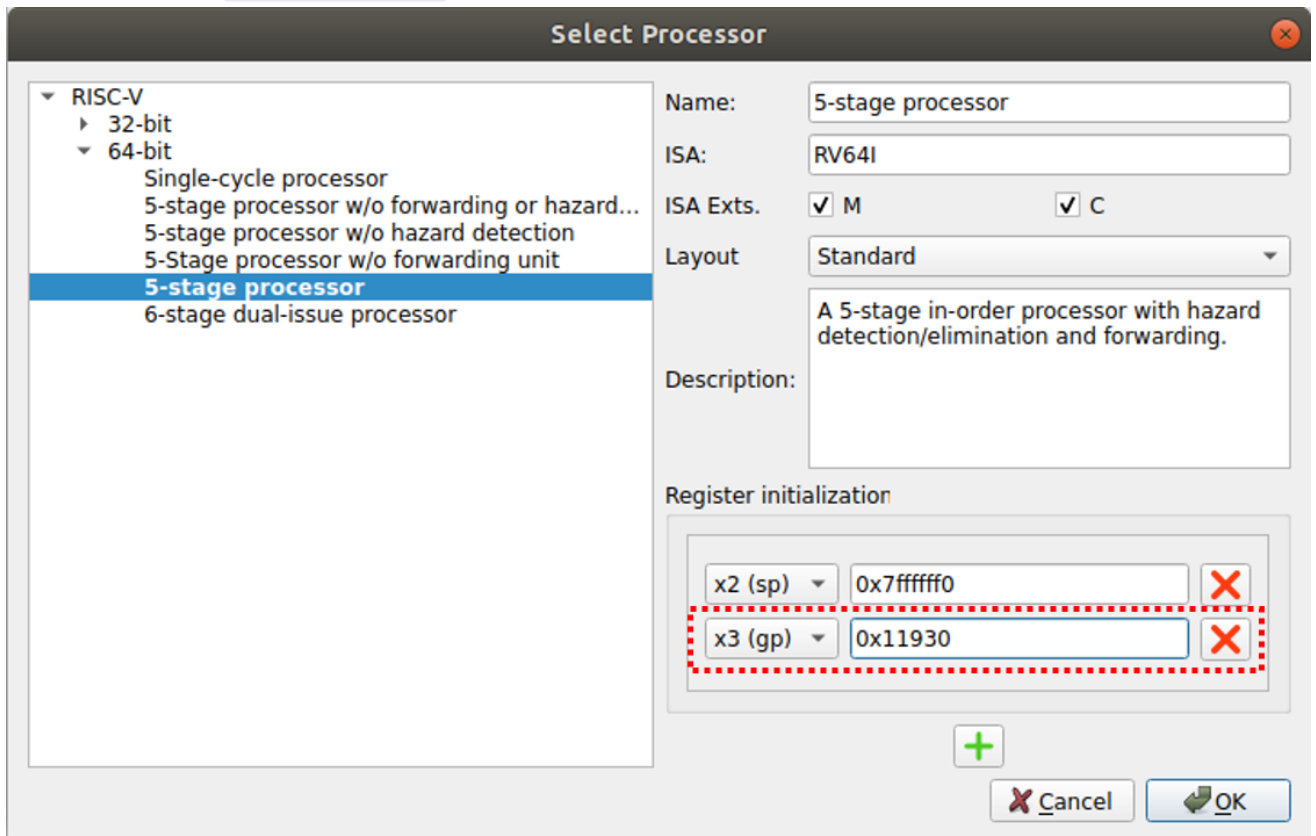 Select Processor
RISC-V
32-bit
64-bit
Single-cycle processor
5-stage processor w/o forwarding or hazard...
5-stage processor w/o hazard detection
5-Stage processor w/o forwarding unit
5-stage processor
6-stage dual-issue processor
Name: 5-stage processor
ISA: RV64I
ISA Exts. M C
Layout Standard
Description: A 5-stage in-order processor with hazard
detection/elimination and forwarding.
Register initialization
x2 (sp) 0x7ffffff0
x3 (gp) 0x11930
Cancel OK